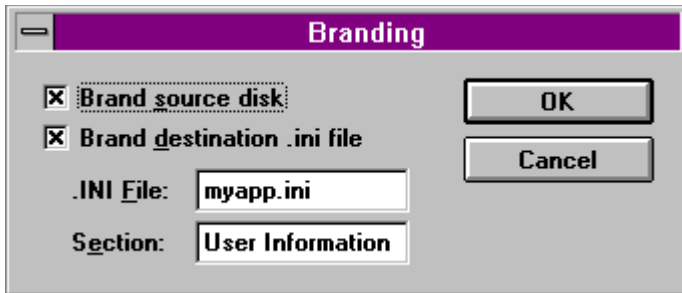 Branding
Brand source disk
OK
Brand destination .ini file
Cancel
.INI File: myapp.ini
Section: User Information